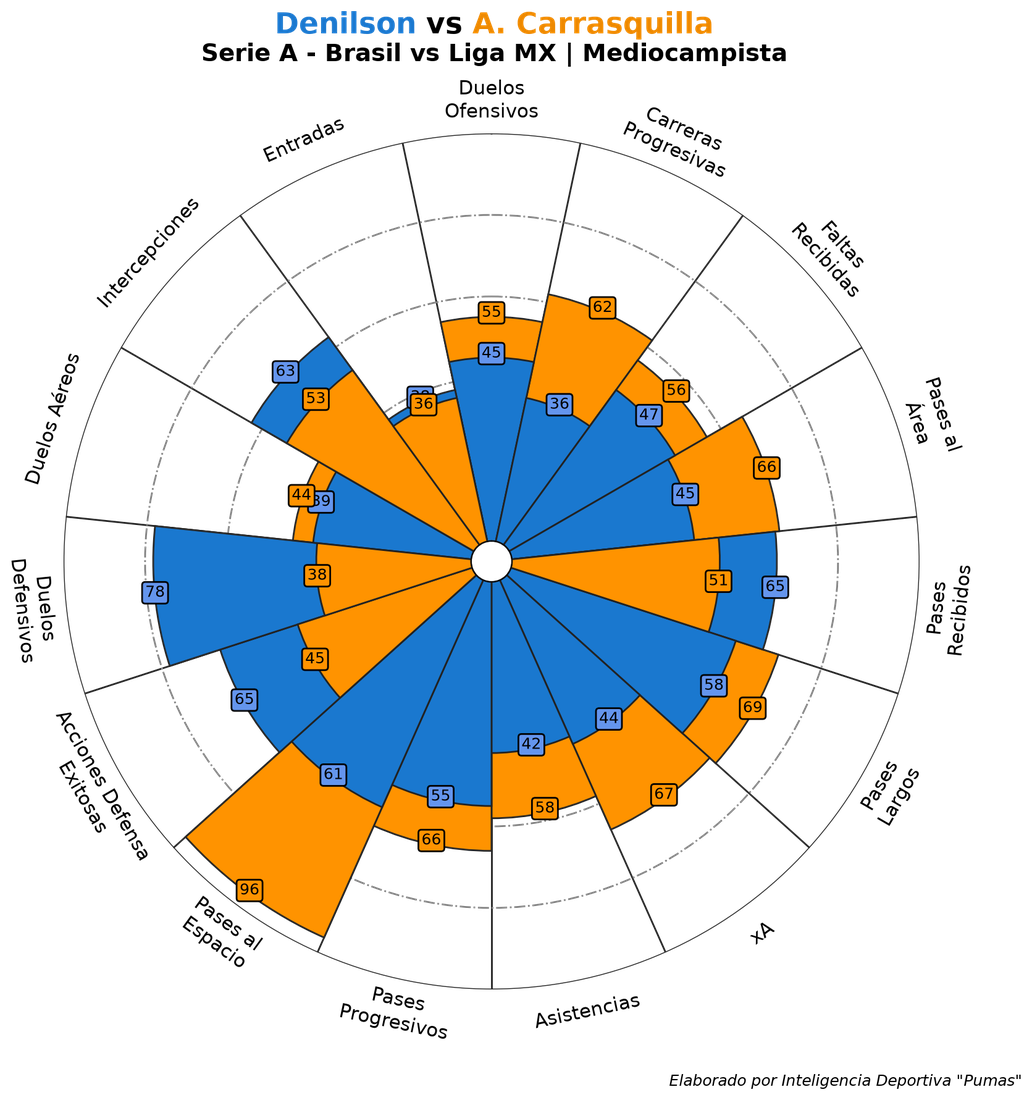 Denilson vs A. Carrasquilla
Serie A - Brasil vs Liga MX | Mediocampista
Duelos
Ofensivos
55
45
Carreras
Progresivas
62
36
Faltas
Recibidas
56
47
Pases al
Área
66
45
Pases
Recibidos
65
51
Pases
Largos
69
58
xA
67
44
Asistencias
58
42
Pases
Progresivos
66
55
Pases al
Espacio
96
61
Acciones Defensa
Exitosas
65
45
Duelos
Defensivos
78
38
Duelos Aéreos
44
39
Intercepciones
63
53
Entradas
36
Elaborado por Inteligencia Deportiva "Pumas"